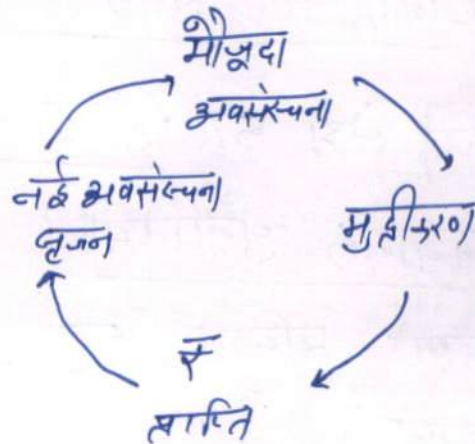 मौजूदा
अवसंरचना
मुद्रीकरण
₹
प्राप्ति
नई अवसंरचना
सृजन